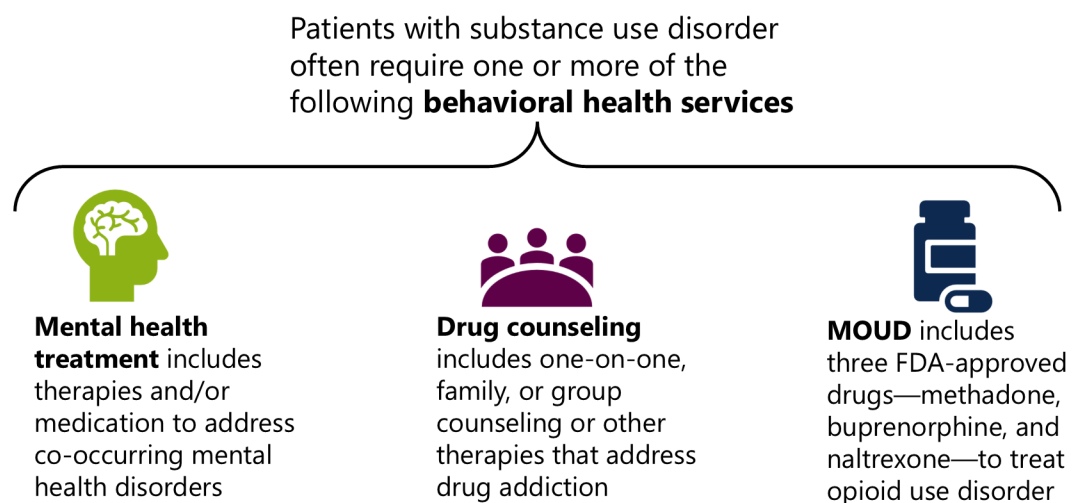 Patients with substance use disorder
often require one or more of the
following behavioral health services
Mental health
treatment includes
therapies and/or
medication to address
co-occurring mental
health disorders
Drug counseling
includes one-on-one,
family, or group
counseling or other
therapies that address
drug addiction
MOUD includes
three FDA-approved
drugs—methadone,
buprenorphine, and
naltrexone—to treat
opioid use disorder